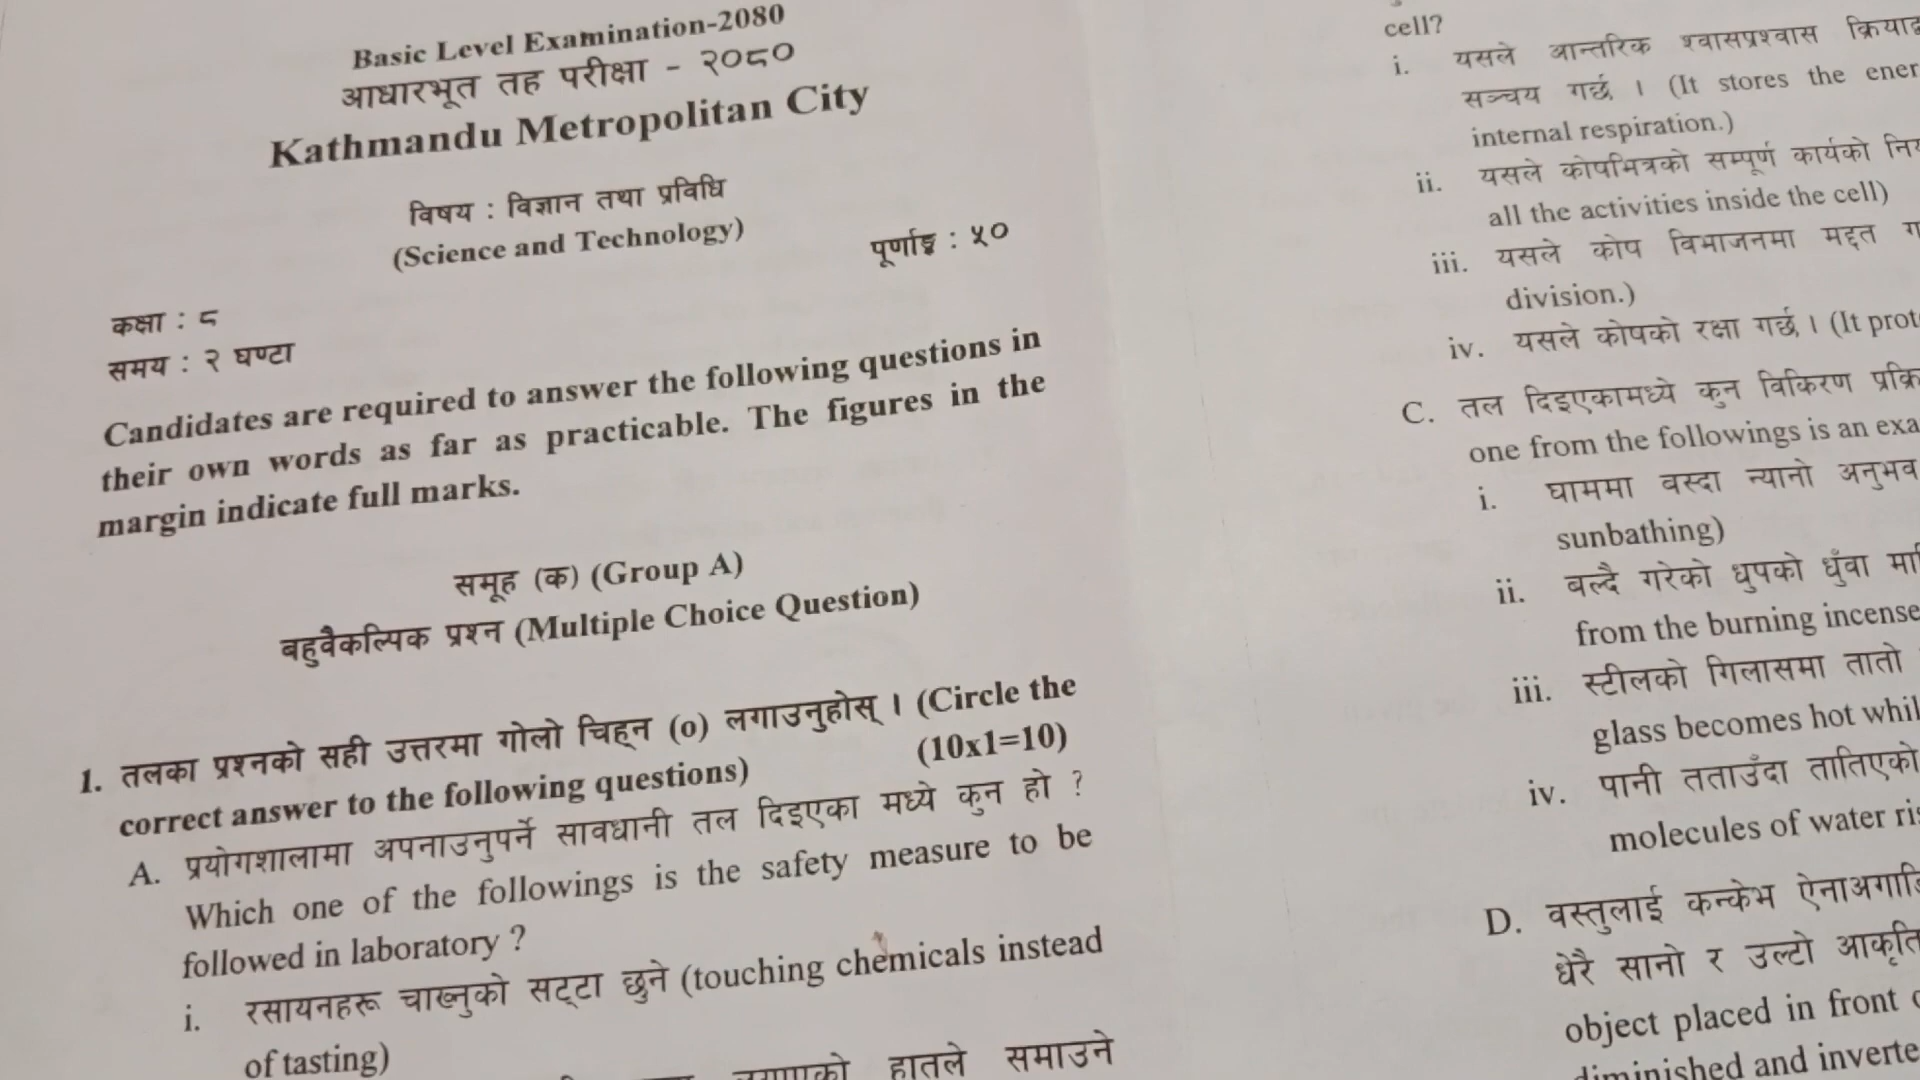 Basic Level Examination-2080
आधारभूत तह परीक्षा - २०८०
Kathmandu Metropolitan City
विषय : विज्ञान तथा प्रविधि
(Science and Technology)
पूर्णाङ्क : ५०
कक्षा : ८
समय : २ घण्टा
Candidates are required to answer the following questions in
their own words as far as practicable. The figures in the
margin indicate full marks.
समूह (क) (Group A)
बहुवैकल्पिक प्रश्न (Multiple Choice Question)
1. तलका प्रश्नको सही उत्तरमा गोलो चिह्न (o) लगाउनुहोस् । (Circle the
correct answer to the following questions) (10x1=10)
A. प्रयोगशालामा अपनाउनुपर्ने सावधानी तल दिइएका मध्ये कुन हो ?
Which one of the followings is the safety measure to be
followed in laboratory ?
i. रसायनहरू चाख्नुको सट्टा छुने (touching chemicals instead
of tasting)
हातले समाउने
cell?
i. यसले आन्तरिक श्वासप्रश्वास
सञ्चय गर्छ । (It stores the
internal respiration.)
ii. यसले कोषभित्रको सम्पूर्ण कार्यको
all the activities inside the cell)
iii. यसले कोष विभाजनमा मद्दत
division.)
iv. यसले कोषको रक्षा गर्छ । (It
C. तल दिइएकामध्ये कुन विकिरण
one from the followings is an
i. घाममा बस्दा न्यानो अनुभव
sunbathing)
ii. बल्दै गरेको धुपको धुँवा
from the burning incense
iii. स्टीलको गिलासमा तातो
glass becomes hot
iv. पानी तताउँदा तातिएको
molecules of water
D. वस्तुलाई कन्केभ
धेरै सानो र उल्टो
object placed in front
diminished and